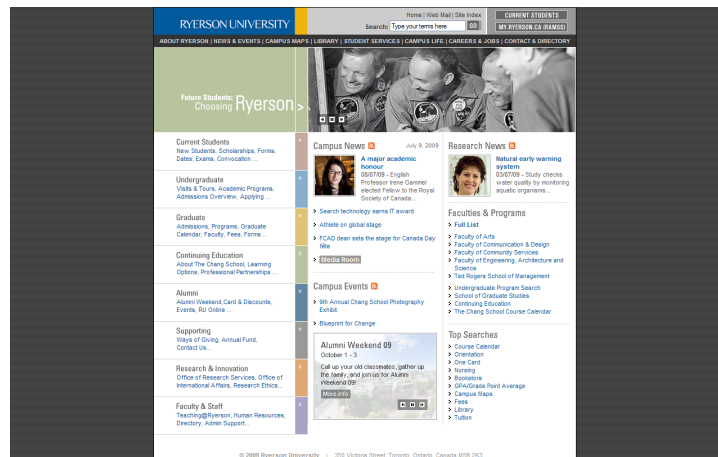 RYERSON UNIVERSITY
Home | Web Mail | Site Index
Search: Type your terms here GO
CURRENT STUDENTS
MY.RYERSON.CA (RAMSS)
ABOUT RYERSON | NEWS & EVENTS | CAMPUS MAPS | LIBRARY | STUDENT SERVICES | CAMPUS LIFE | CAREERS & JOBS | CONTACT & DIRECTORY
Future Students:
Choosing Ryerson >
Current Students
New Students, Scholarships, Forms,
Dates, Exams, Convocation ...
Undergraduate
Visits & Tours, Academic Programs,
Admissions Overview, Applying ...
Graduate
Admissions, Programs, Graduate
Calendar, Faculty, Fees, Forms ...
Continuing Education
About The Chang School, Learning
Options, Professional Partnerships ...
Alumni
Alumni Weekend,Card & Discounts,
Events, RU Online ...
Supporting
Ways of Giving, Annual Fund,
Contact Us...
Research & Innovation
Office of Research Services, Office of
International Affairs, Research Ethics...
Faculty & Staff
Teaching@Ryerson, Human Resources,
Directory, Admin Support...
Campus News
July 9, 2009
A major academic
honour
08/07/09 - English
Professor Irene Gammel
elected Fellow to the Royal
Society of Canada...
Search technology earns IT award
Athlete on global stage
FCAD dean sets the stage for Canada Day
fête
Media Room
Campus Events
9th Annual Chang School Photography
Exhibit
Blueprint for Change
Alumni Weekend 09
October 1 - 3
Call up your old classmates, gather up
the family, and join us for Alumni
Weekend 09!
More info
Research News
Natural early warning
system
03/07/09 - Study checks
water quality by monitoring
aquatic organisms...
Faculties & Programs
Full List
Faculty of Arts
Faculty of Communication & Design
Faculty of Community Services
Faculty of Engineering, Architecture and
Science
Ted Rogers School of Management
Undergraduate Program Search
School of Graduate Studies
Continuing Education
The Chang School Course Calendar
Top Searches
Course Calendar
Orientation
One Card
Nursing
Bookstore
GPA/Grade Point Average
Campus Maps
Fees
Library
Tuition
© 2009 Ryerson University | 350 Victoria Street, Toronto, Ontario, Canada M5B 2K3